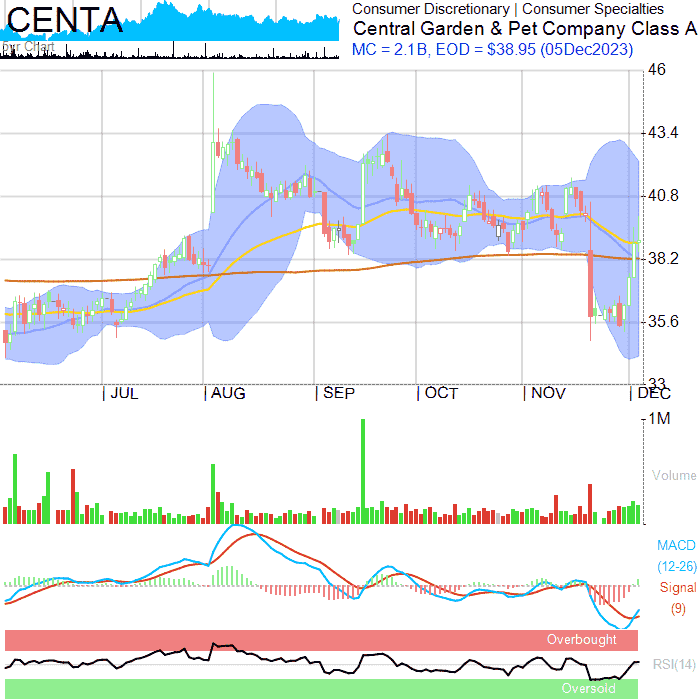 CENTA
5yr Chart
Consumer Discretionary | Consumer Specialties
Central Garden & Pet Company Class A
MC = 2.1B, EOD = $38.95 (05Dec2023)
46
43.4
40.8
38.2
35.6
33
JUL AUG SEP OCT NOV DEC
1M
Volume
MACD
(12-26)
Signal
(9)
Overbought
RSI(14)
Oversold